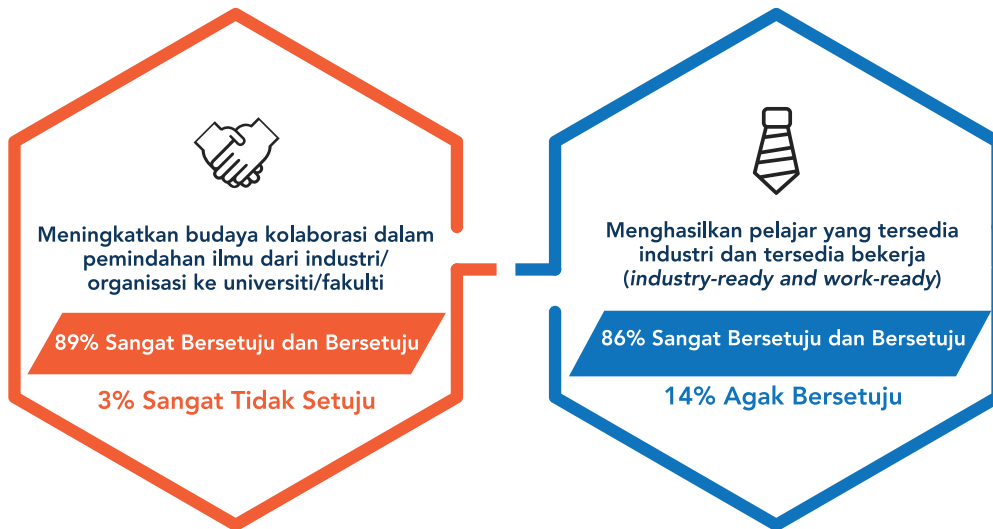 Meningkatkan budaya kolaborasi dalam
pemindahan ilmu dari industri/
organisasi ke universiti/fakulti
89% Sangat Bersetuju dan Bersetuju
3% Sangat Tidak Setuju
Menghasilkan pelajar yang tersedia
industri dan tersedia bekerja
(industry-ready and work-ready)
86% Sangat Bersetuju dan Bersetuju
14% Agak Bersetuju